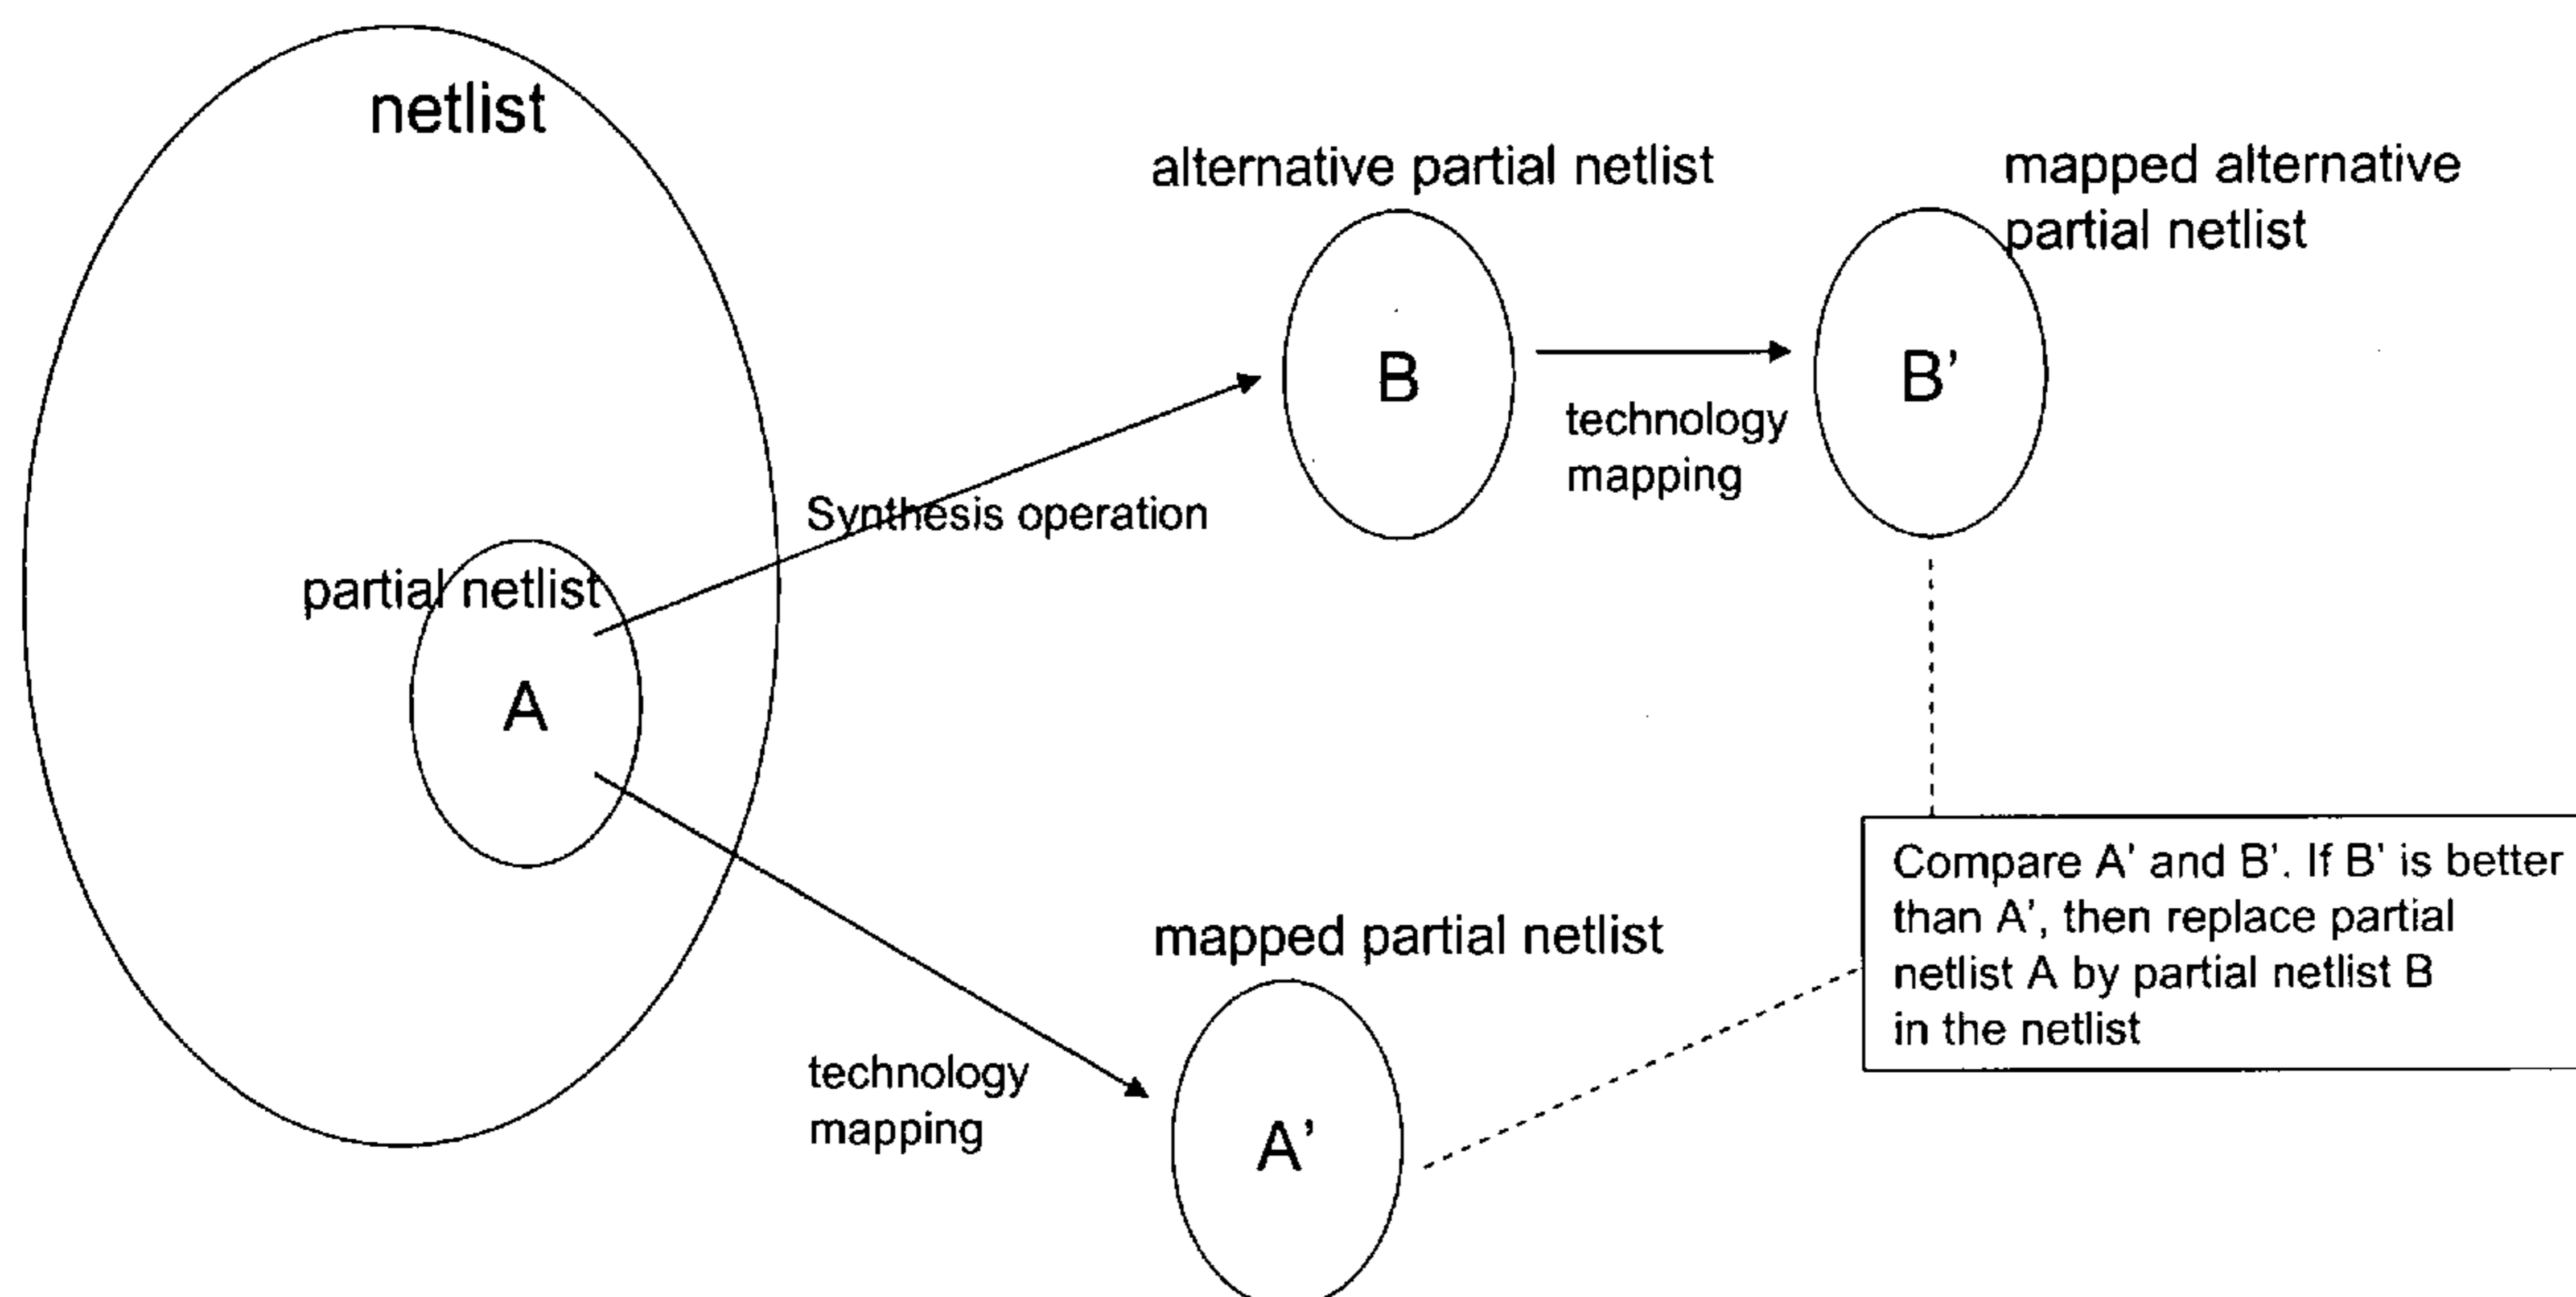 netlist
alternative partial netlist
mapped alternative
partial netlist
B
B'
technology
mapping
Synthesis operation
partial netlist
A
Compare A' and B'. If B' is better
than A', then replace partial
netlist A by partial netlist B
in the netlist
mapped partial netlist
technology
mapping
A'